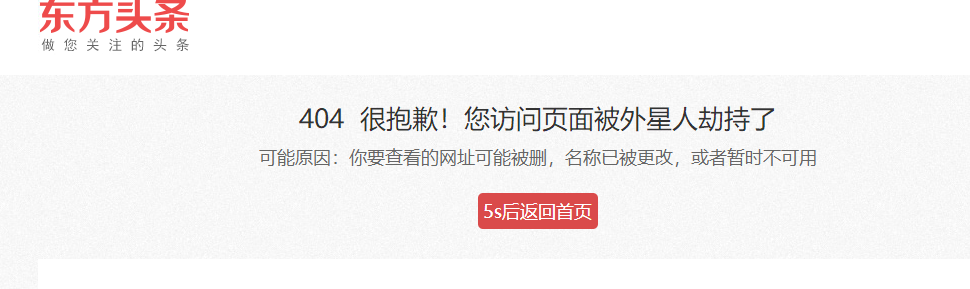 东方头条
做您关注的头条
404 很抱歉！您访问页面被外星人劫持了
可能原因：你要查看的网址可能被删，名称已被更改，或者暂时不可用
5s后返回首页